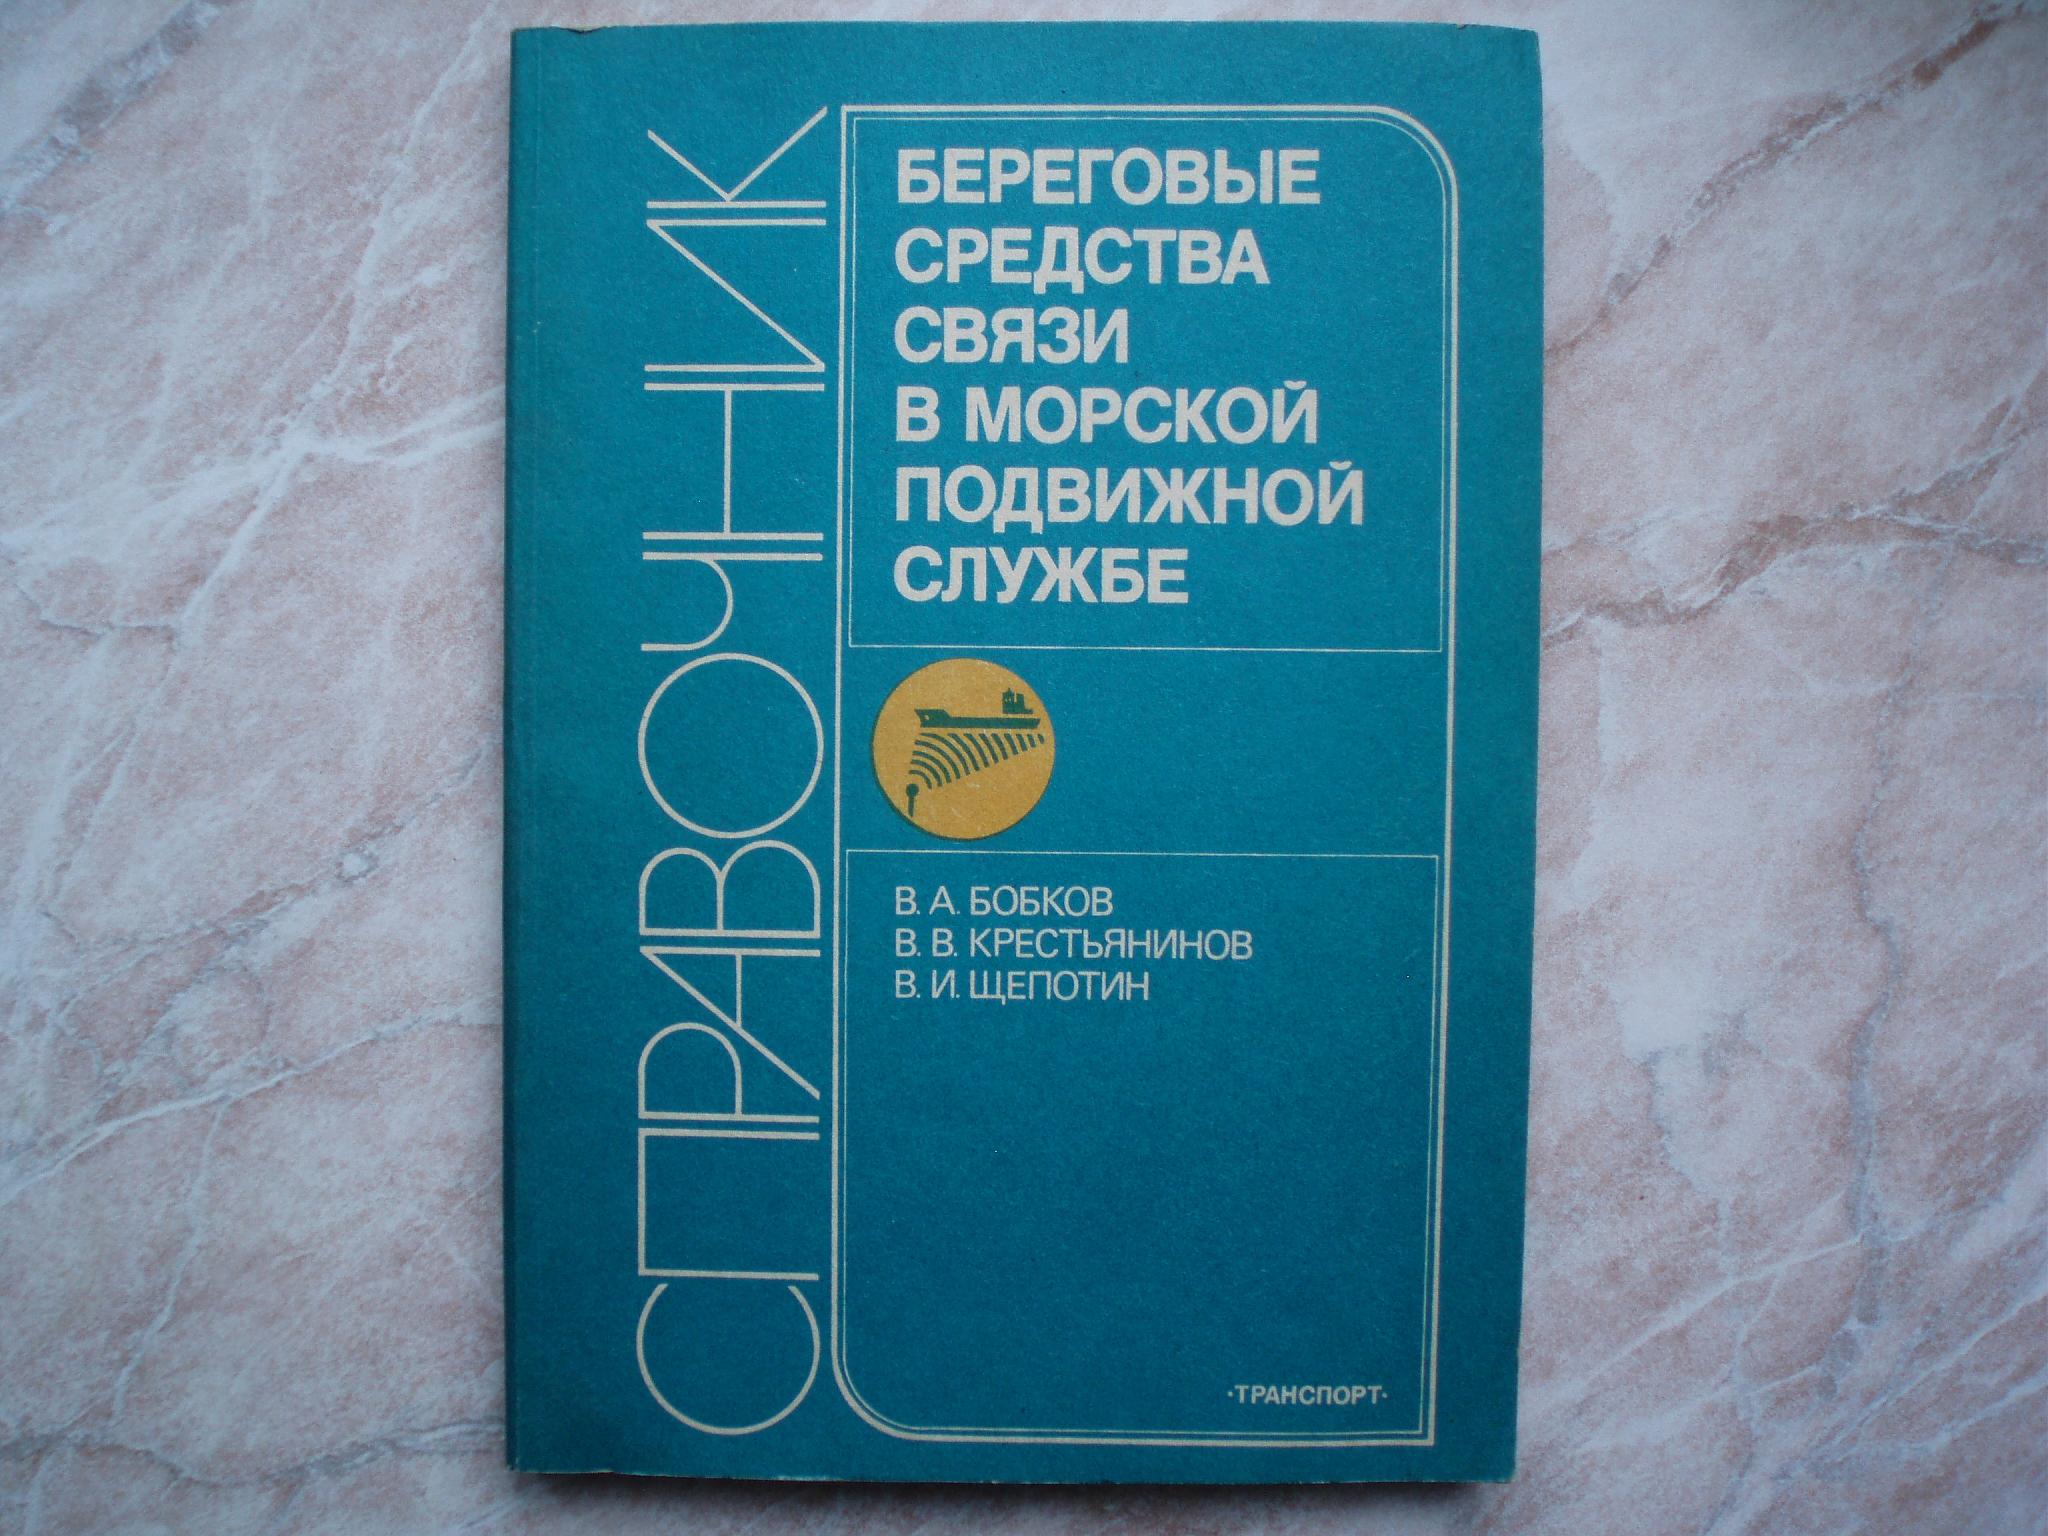 СПРАВОЧНИК
БЕРЕГОВЫЕ
СРЕДСТВА
СВЯЗИ
В МОРСКОЙ
ПОДВИЖНОЙ
СЛУЖБЕ
В. А. БОБКОВ
В. В. КРЕСТЬЯНИНОВ
В. И. ЩЕПОТИН
·ТРАНСПОРТ·